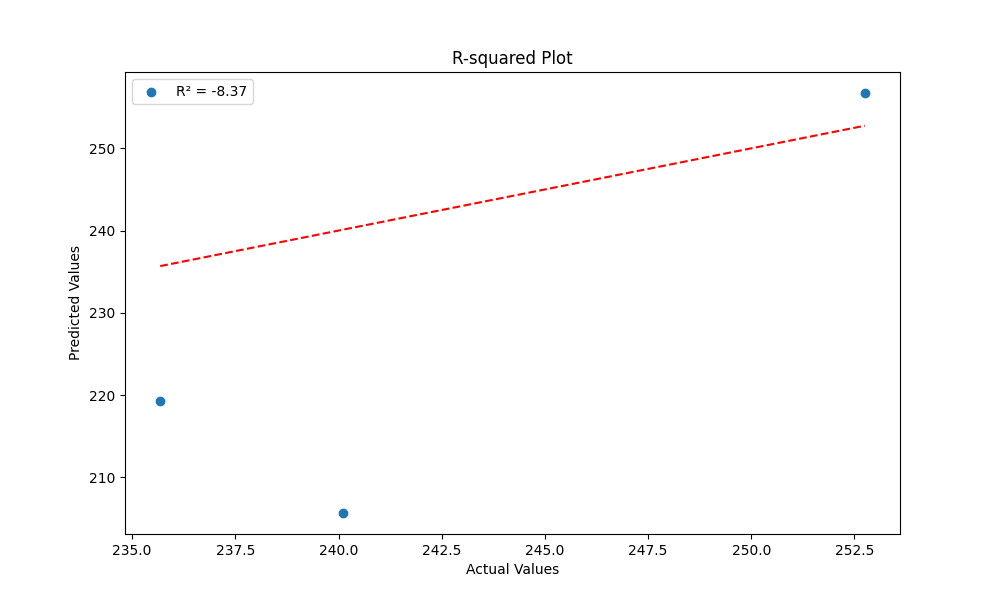 R-squared Plot
R² = -8.37
250
240
230
220
210
Predicted Values
235.0 237.5 240.0 242.5 245.0 247.5 250.0 252.5
Actual Values